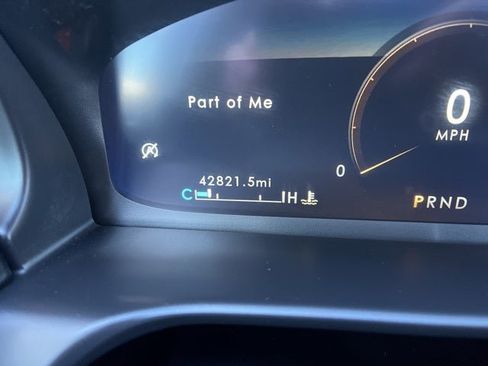 Part of Me
0
MPH
0
42821.5mi
C H
PRND